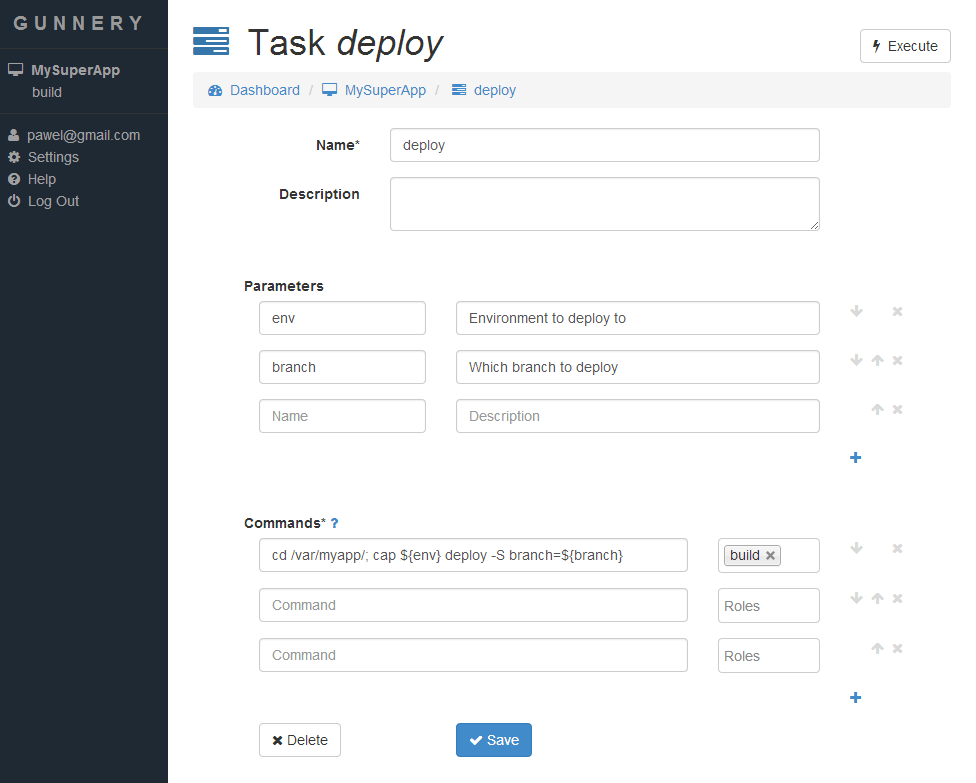 GUNNERY
MySuperApp
build
pawel@gmail.com
Settings
Help
Log Out
Task deploy
Execute
Dashboard / MySuperApp / deploy
Name* deploy
Description
Parameters
env Environment to deploy to
branch Which branch to deploy
Name Description
Commands* ?
cd /var/myapp/; cap ${env} deploy -S branch=${branch} build
Command Roles
Command Roles
Delete Save